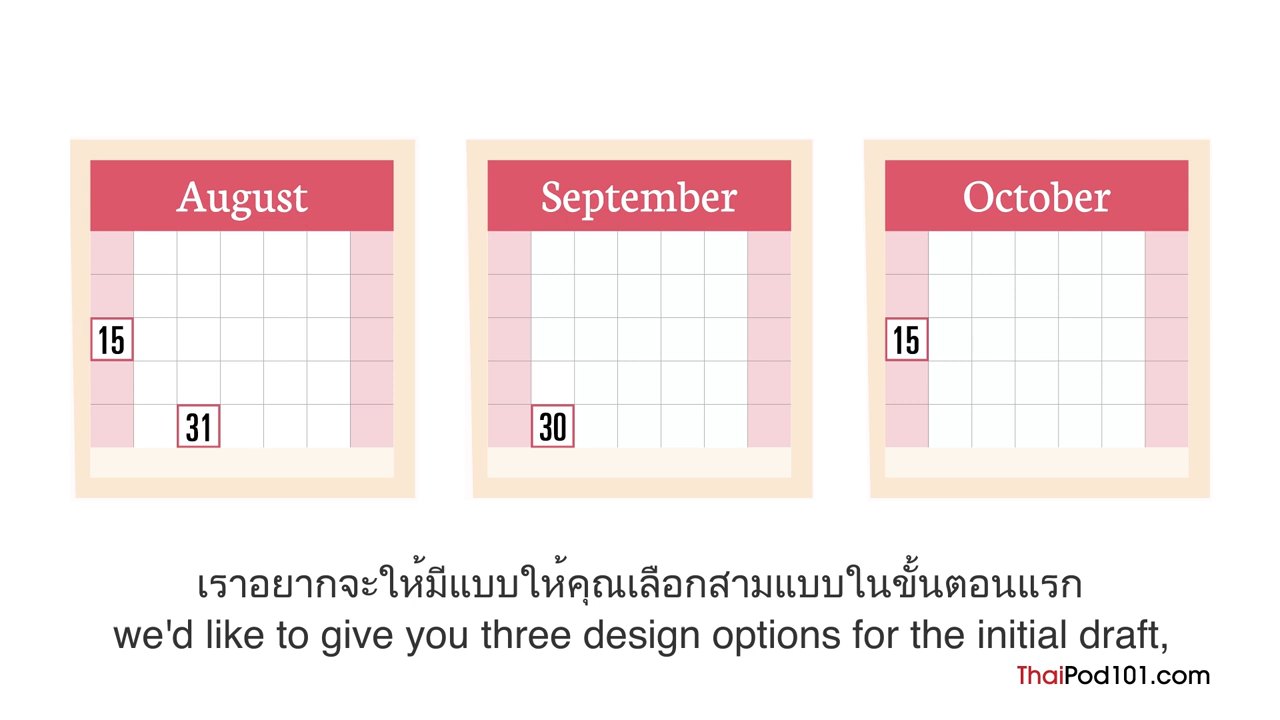 August
September
October
15
31
30
15
เราอยากจะให้มีแบบให้คุณเลือกสามแบบในขั้นตอนแรก
we'd like to give you three design options for the initial draft,
ThaiPod101.com